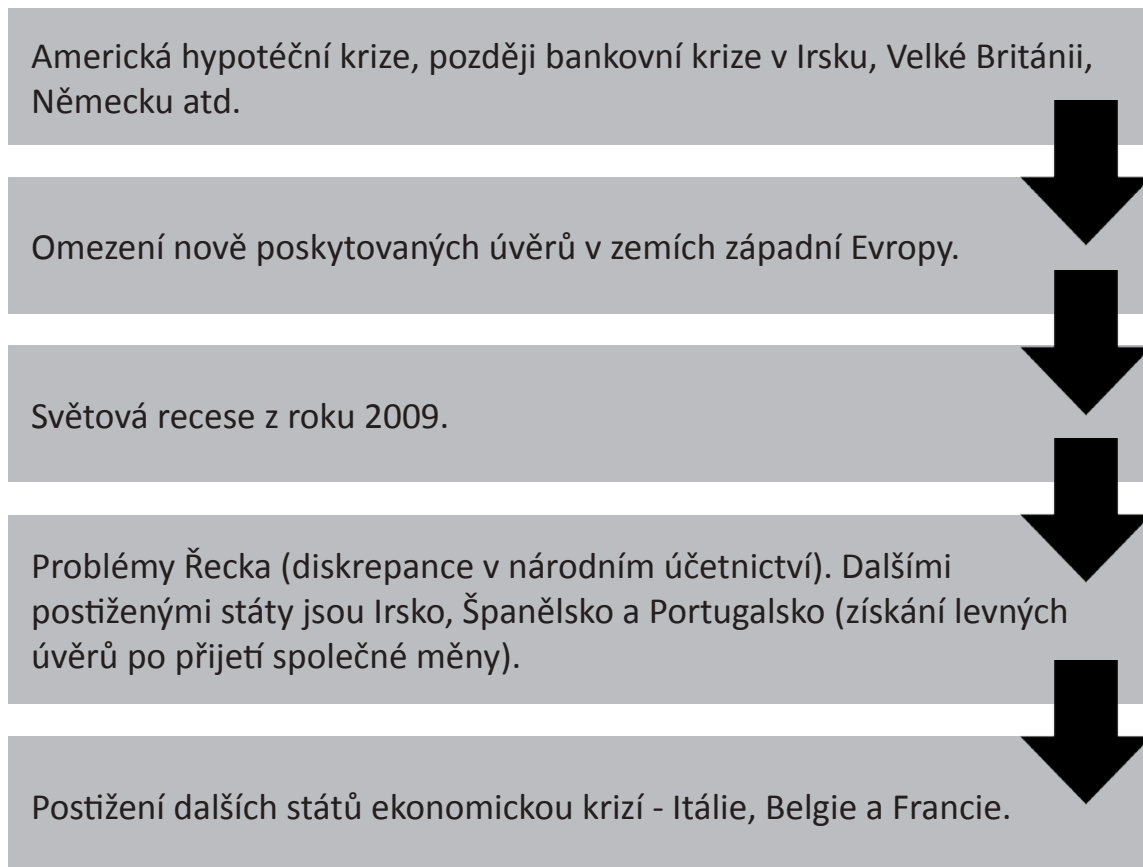 Americká hypotéční krize, později bankovní krize v Irsku, Velké Británii,
Německu atd.
Omezení nově poskytovaných úvěrů v zemích západní Evropy.
Světová recese z roku 2009.
Problémy Řecka (diskrepance v národním účetnictví). Dalšími
postiženými státy jsou Irsko, Španělsko a Portugalsko (získání levných
úvěrů po přijetí společné měny).
Postižení dalších států ekonomickou krizí - Itálie, Belgie a Francie.